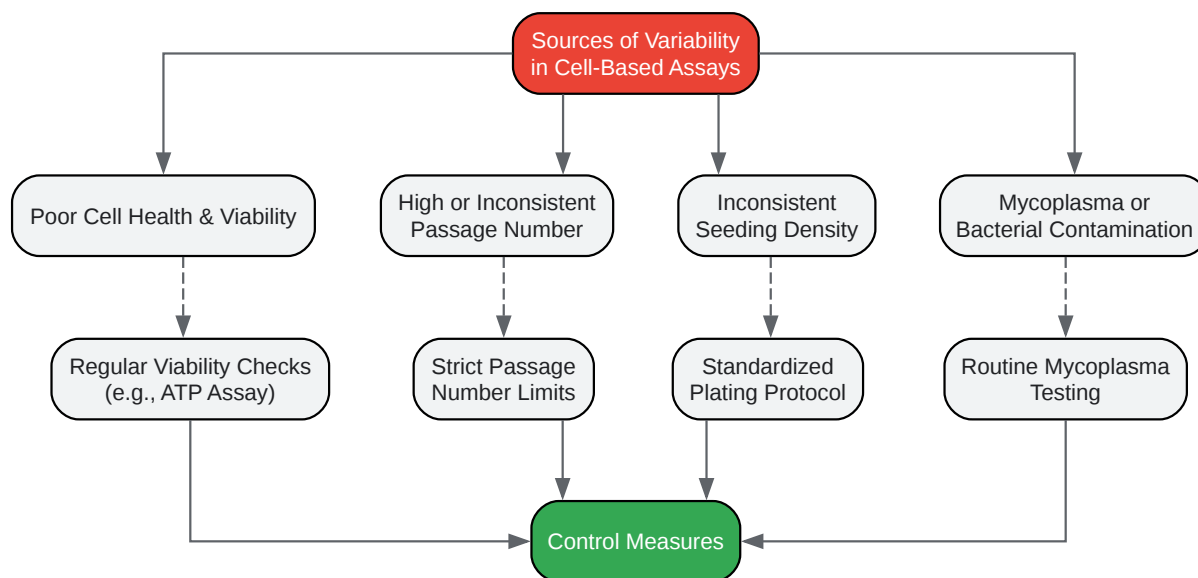 Sources of Variability
in Cell-Based Assays
Poor Cell Health & Viability
High or Inconsistent
Passage Number
Inconsistent
Seeding Density
Mycoplasma or
Bacterial Contamination
Regular Viability Checks
(e.g., ATP Assay)
Strict Passage
Number Limits
Standardized
Plating Protocol
Routine Mycoplasma
Testing
Control Measures